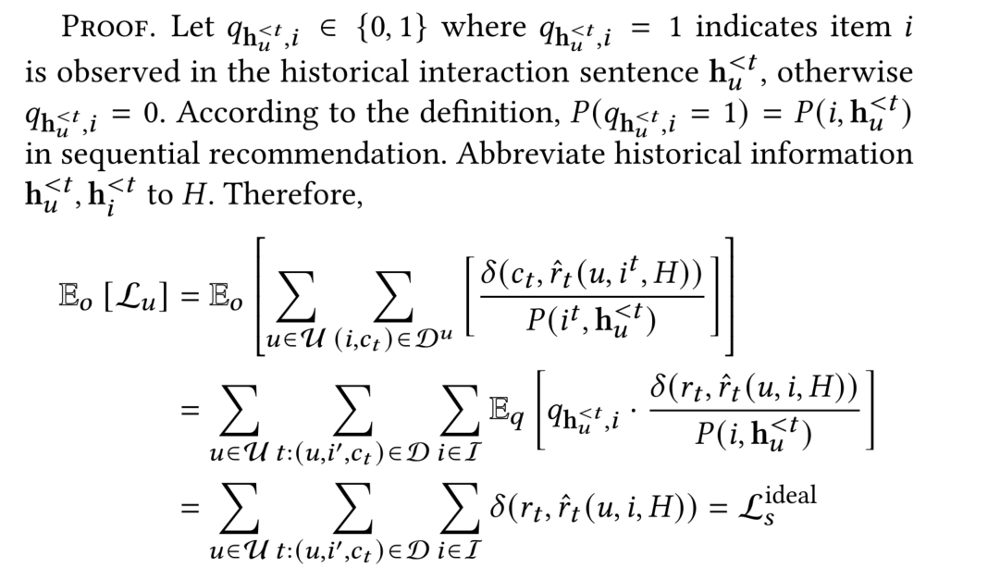 PROOF. Let $q_{\mathbf{h}_u^{<t},i} \in \{0, 1\}$ where $q_{\mathbf{h}_u^{<t},i} = 1$ indicates item $i$
is observed in the historical interaction sentence $\mathbf{h}_u^{<t}$, otherwise
$q_{\mathbf{h}_u^{<t},i} = 0$. According to the definition, $P(q_{\mathbf{h}_u^{<t},i} = 1) = P(i, \mathbf{h}_u^{<t})$
in sequential recommendation. Abbreviate historical information
$\mathbf{h}_u^{<t}, \mathbf{h}_i^{<t}$ to $H$. Therefore,
$\mathbb{E}_o [\mathcal{L}_u] = \mathbb{E}_o \left[ \sum_{u \in \mathcal{U}} \sum_{(i,c_t) \in \mathcal{D}^u} \left[ \frac{\delta(c_t, \hat{r}_t(u, i^t, H))}{P(i^t, \mathbf{h}_u^{<t})} \right] \right]$
$= \sum_{u \in \mathcal{U}} \sum_{t:(u,i',c_t) \in \mathcal{D}} \sum_{i \in \mathcal{I}} \mathbb{E}_q \left[ q_{\mathbf{h}_u^{<t},i} \cdot \frac{\delta(r_t, \hat{r}_t(u, i, H))}{P(i, \mathbf{h}_u^{<t})} \right]$
$= \sum_{u \in \mathcal{U}} \sum_{t:(u,i',c_t) \in \mathcal{D}} \sum_{i \in \mathcal{I}} \delta(r_t, \hat{r}_t(u, i, H)) = \mathcal{L}_s^{\text{ideal}}$